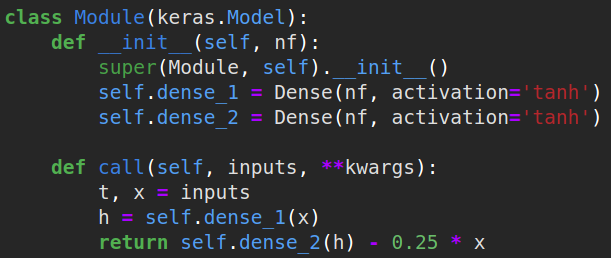 class Module(keras.Model):
    def __init__(self, nf):
        super(Module, self).__init__()
        self.dense_1 = Dense(nf, activation='tanh')
        self.dense_2 = Dense(nf, activation='tanh')

    def call(self, inputs, **kwargs):
        t, x = inputs
        h = self.dense_1(x)
        return self.dense_2(h) - 0.25 * x